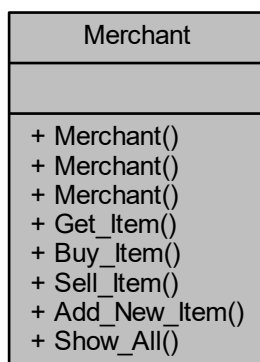 Merchant
+ Merchant()
+ Merchant()
+ Merchant()
+ Get_Item()
+ Buy_Item()
+ Sell_Item()
+ Add_New_Item()
+ Show_All()